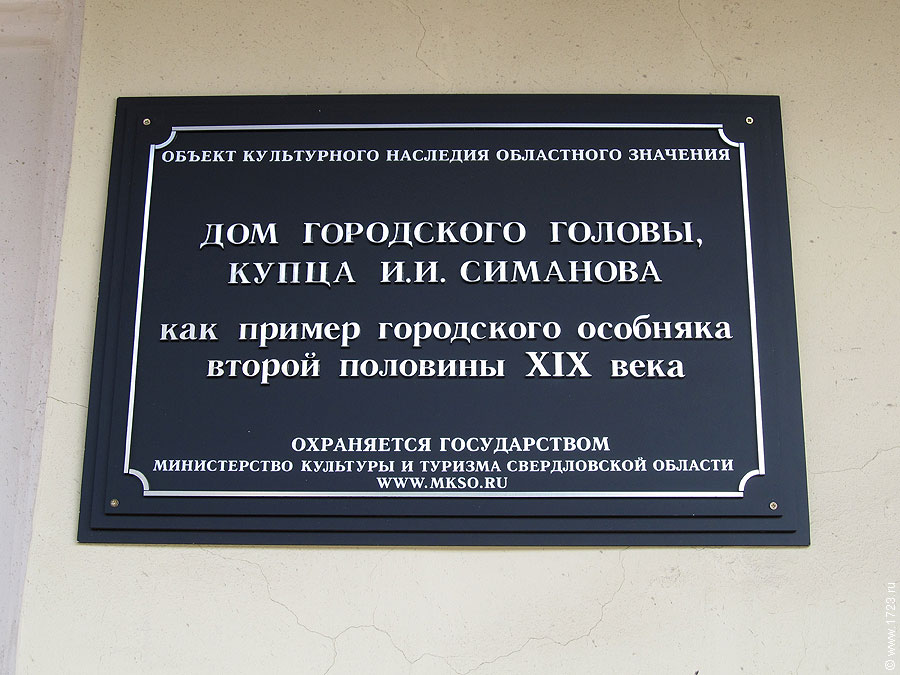 ОБЪЕКТ КУЛЬТУРНОГО НАСЛЕДИЯ ОБЛАСТНОГО ЗНАЧЕНИЯ
ДОМ ГОРОДСКОГО ГОЛОВЫ,
КУПЦА И.И. СИМАНОВА
как пример городского особняка
второй половины XIX века
ОХРАНЯЕТСЯ ГОСУДАРСТВОМ
МИНИСТЕРСТВО КУЛЬТУРЫ И ТУРИЗМА СВЕРДЛОВСКОЙ ОБЛАСТИ
WWW.MKSO.RU
© www.1723.ru